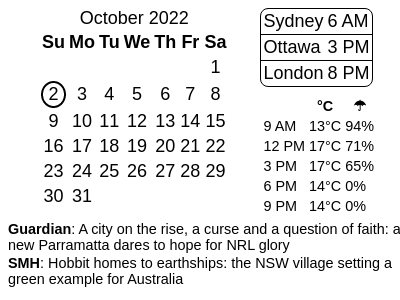 October 2022
Su Mo Tu We Th Fr Sa
1
2 3 4 5 6 7 8
9 10 11 12 13 14 15
16 17 18 19 20 21 22
23 24 25 26 27 28 29
30 31
Sydney 6 AM
Ottawa 3 PM
London 8 PM
°C ☂
9 AM 13°C 94%
12 PM 17°C 71%
3 PM 17°C 65%
6 PM 14°C 0%
9 PM 14°C 0%
Guardian: A city on the rise, a curse and a question of faith: a
new Parramatta dares to hope for NRL glory
SMH: Hobbit homes to earthships: the NSW village setting a
green example for Australia